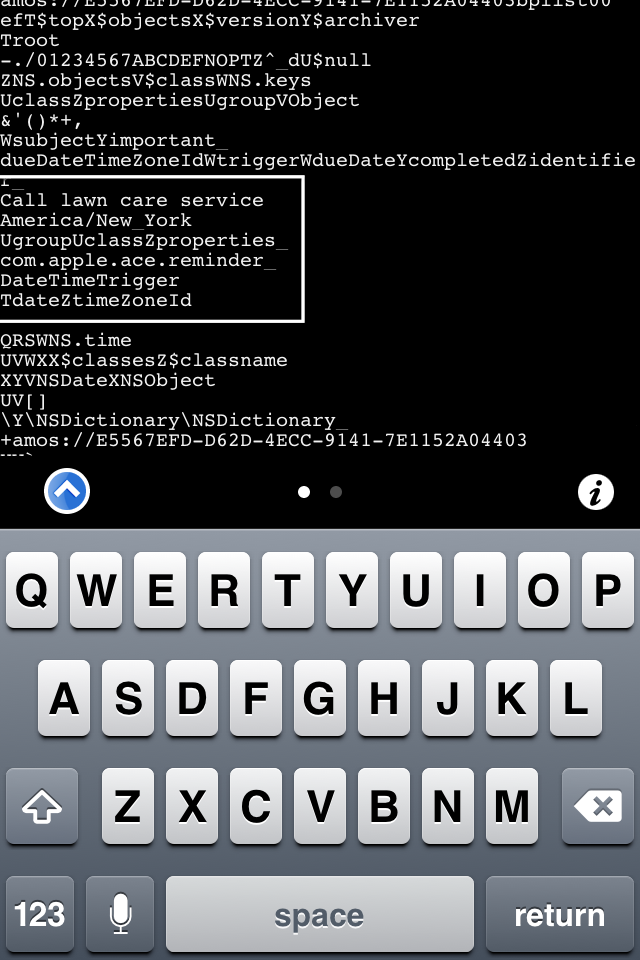 amos://E5567EFD-D62D-4ECC-9141-7E1152A04403bplist00
efT$topX$objectsX$versionY$archiver
Troot
-./01234567ABCDEFNOPTZ^_dU$null
ZNS.objectsV$classWNS.keys
UclassZpropertiesUgroupVObject
&'()*+,
WsubjectYimportant_
dueDateTimeZoneIdWtriggerWdueDateYcompletedZidentifie
r_
Call lawn care service
America/New_York
UgroupUclassZproperties_
com.apple.ace.reminder_
DateTimeTrigger
TdateZtimeZoneId
QRSWNS.time
UVWXX$classesZ$classname
XYVNSDateXNSObject
UV[]
\Y\NSDictionary\NSDictionary_
+amos://E5567EFD-D62D-4ECC-9141-7E1152A04403
i
Q W E R T Y U I O P
A S D F G H J K L
Z X C V B N M
123 space return